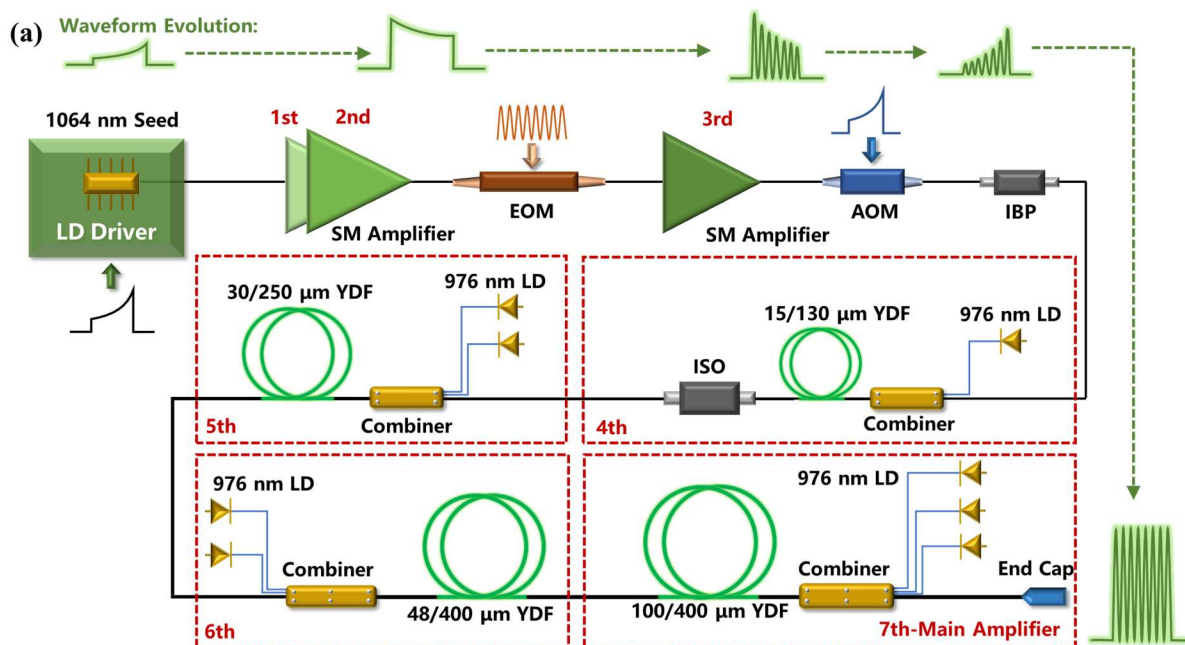 (a)
Waveform Evolution:
1064 nm Seed
LD Driver
1st
2nd
SM Amplifier
EOM
3rd
SM Amplifier
AOM
IBP
30/250 μm YDF
976 nm LD
Combiner
5th
ISO
15/130 μm YDF
976 nm LD
Combiner
4th
976 nm LD
Combiner
48/400 μm YDF
6th
100/400 μm YDF
976 nm LD
Combiner
End Cap
7th-Main Amplifier